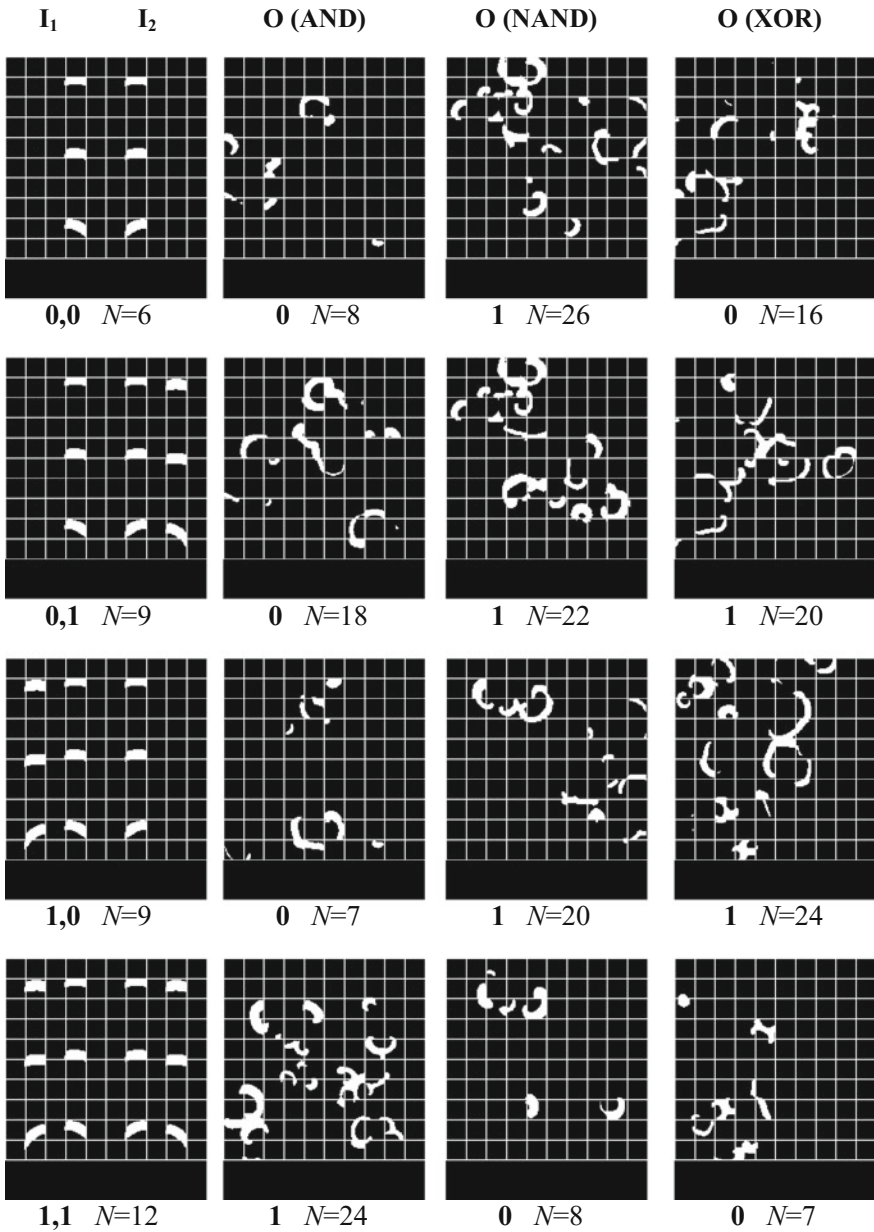 I₁ I₂ O (AND) O (NAND) O (XOR)
0,0 N=6 0 N=8 1 N=26 0 N=16
0,1 N=9 0 N=18 1 N=22 1 N=20
1,0 N=9 0 N=7 1 N=20 1 N=24
1,1 N=12 1 N=24 0 N=8 0 N=7